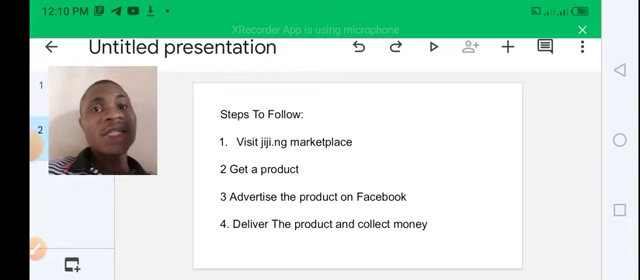 12:10 PM
XRecorder App is using microphone
Untitled presentation
1
2
Steps To Follow:
1. Visit jiji.ng marketplace
2 Get a product
3 Advertise the product on Facebook
4. Deliver The product and collect money